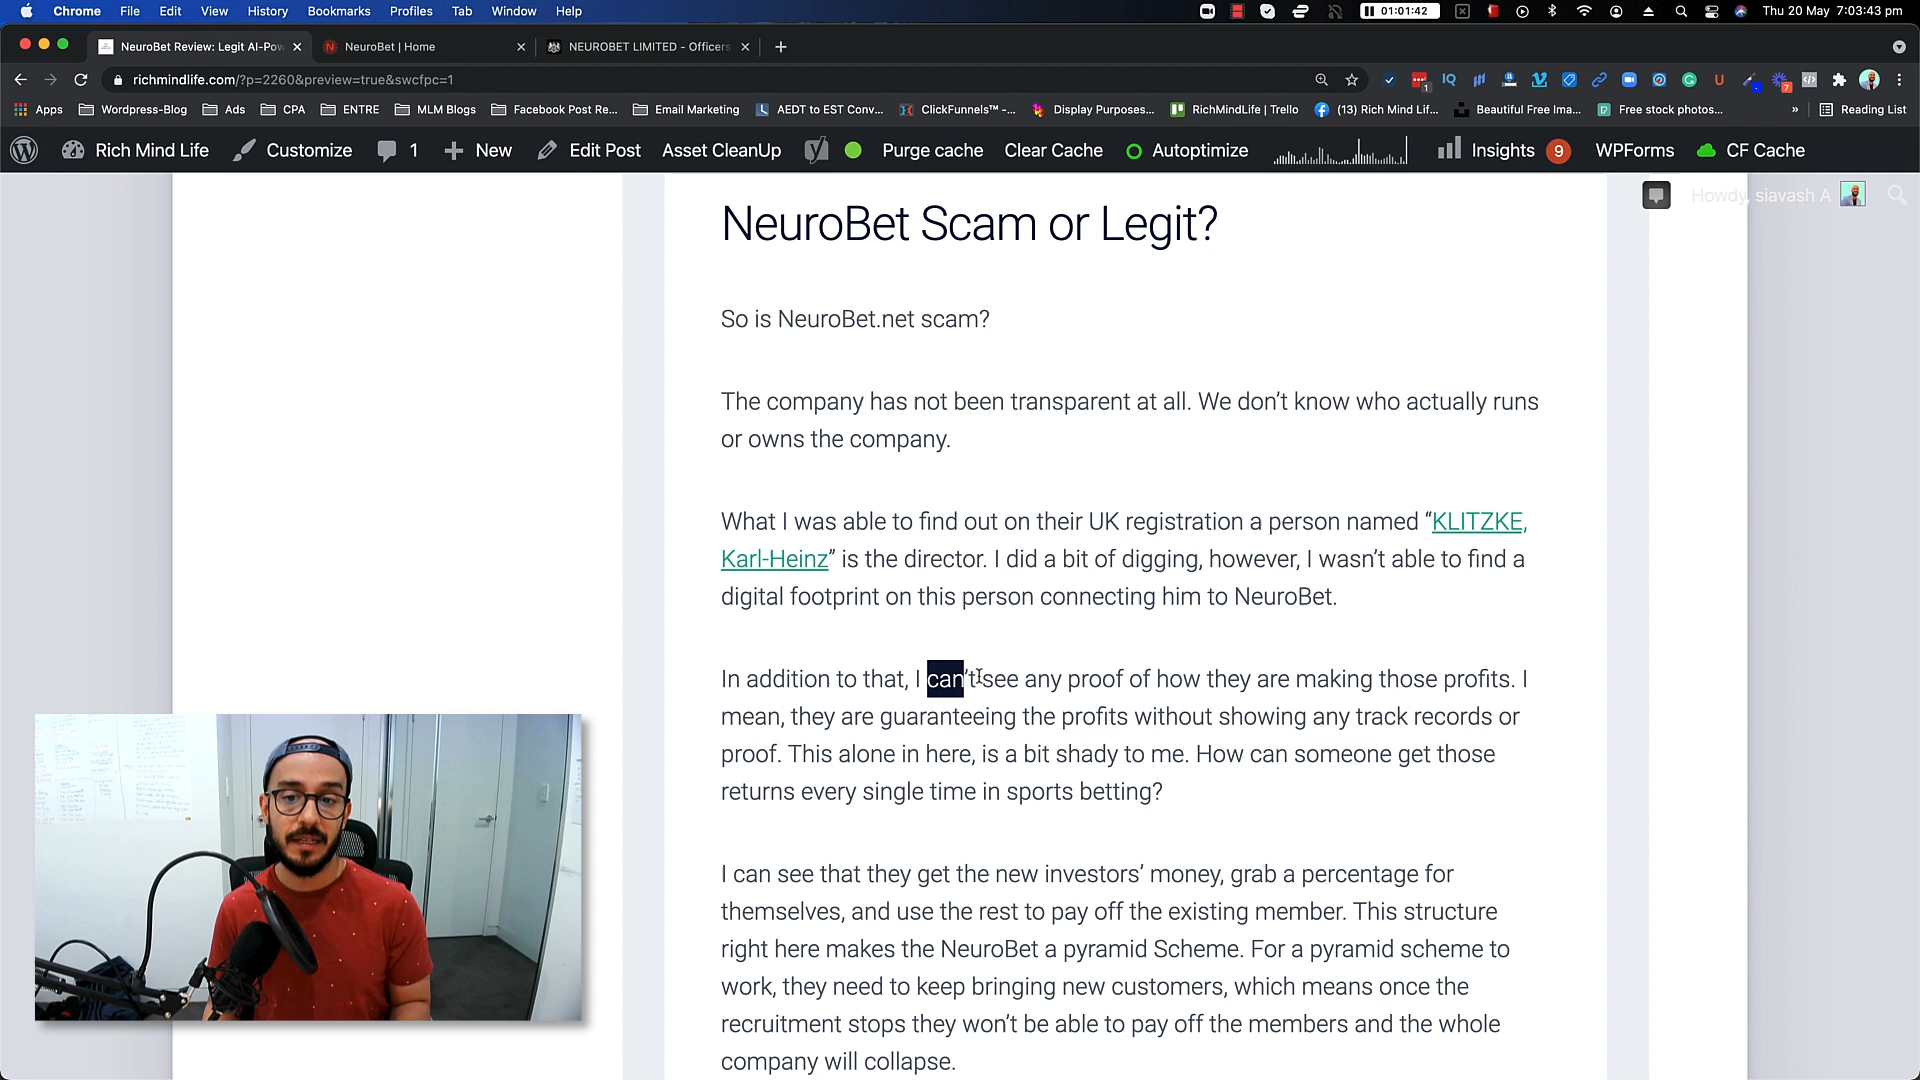 Chrome File Edit View History Bookmarks Profiles Tab Window Help 01:01:42 Thu 20 May 7:03:43 pm
NeuroBet Review: Legit AI-Pow NeuroBet | Home NEUROBET LIMITED - Officers
richmindlife.com/?p=2260&preview=true&swcfpc=1
Apps Wordpress-Blog Ads CPA ENTRE MLM Blogs Facebook Post Re... Email Marketing AEDT to EST Conv... ClickFunnels™ -... Display Purposes... RichMindLife | Trello (13) Rich Mind Lif... Beautiful Free Ima... Free stock photos... » Reading List
Rich Mind Life Customize 1 New Edit Post Asset CleanUp Purge cache Clear Cache Autoptimize Insights 9 WPForms CF Cache
Howdy, siavash A
NeuroBet Scam or Legit?
So is NeuroBet.net scam?
The company has not been transparent at all. We don’t know who actually runs
or owns the company.
What I was able to find out on their UK registration a person named “KLITZKE,
Karl-Heinz” is the director. I did a bit of digging, however, I wasn’t able to find a
digital footprint on this person connecting him to NeuroBet.
In addition to that, I can’t see any proof of how they are making those profits. I
mean, they are guaranteeing the profits without showing any track records or
proof. This alone in here, is a bit shady to me. How can someone get those
returns every single time in sports betting?
I can see that they get the new investors’ money, grab a percentage for
themselves, and use the rest to pay off the existing member. This structure
right here makes the NeuroBet a pyramid Scheme. For a pyramid scheme to
work, they need to keep bringing new customers, which means once the
recruitment stops they won’t be able to pay off the members and the whole
company will collapse.